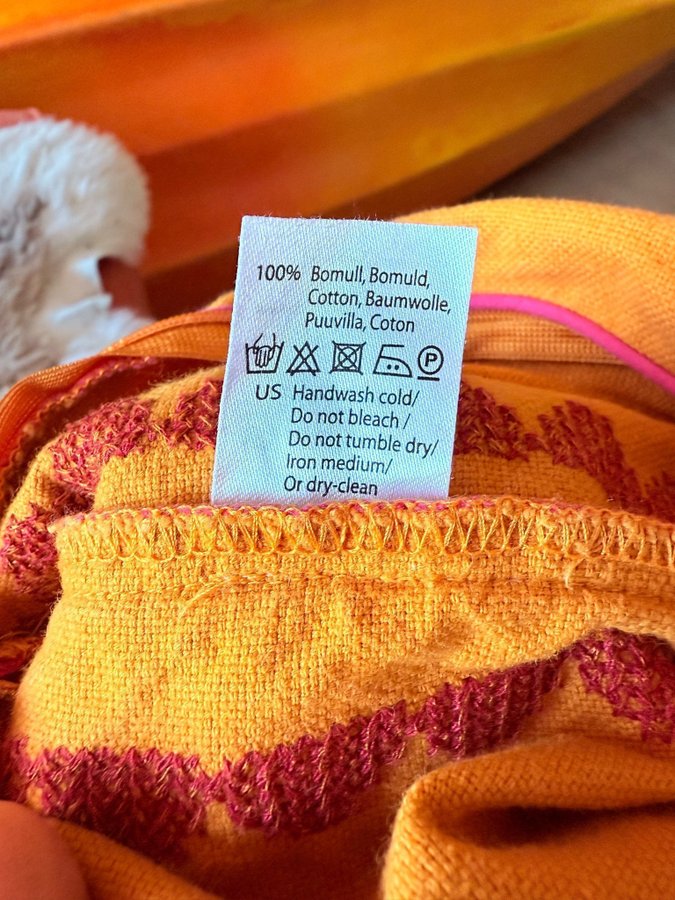 100% Bomull, Bomuld,
Cotton, Baumwolle,
Puuvilla, Coton
P
US Handwash cold/
Do not bleach /
Do not tumble dry/
Iron medium/
Or dry-clean